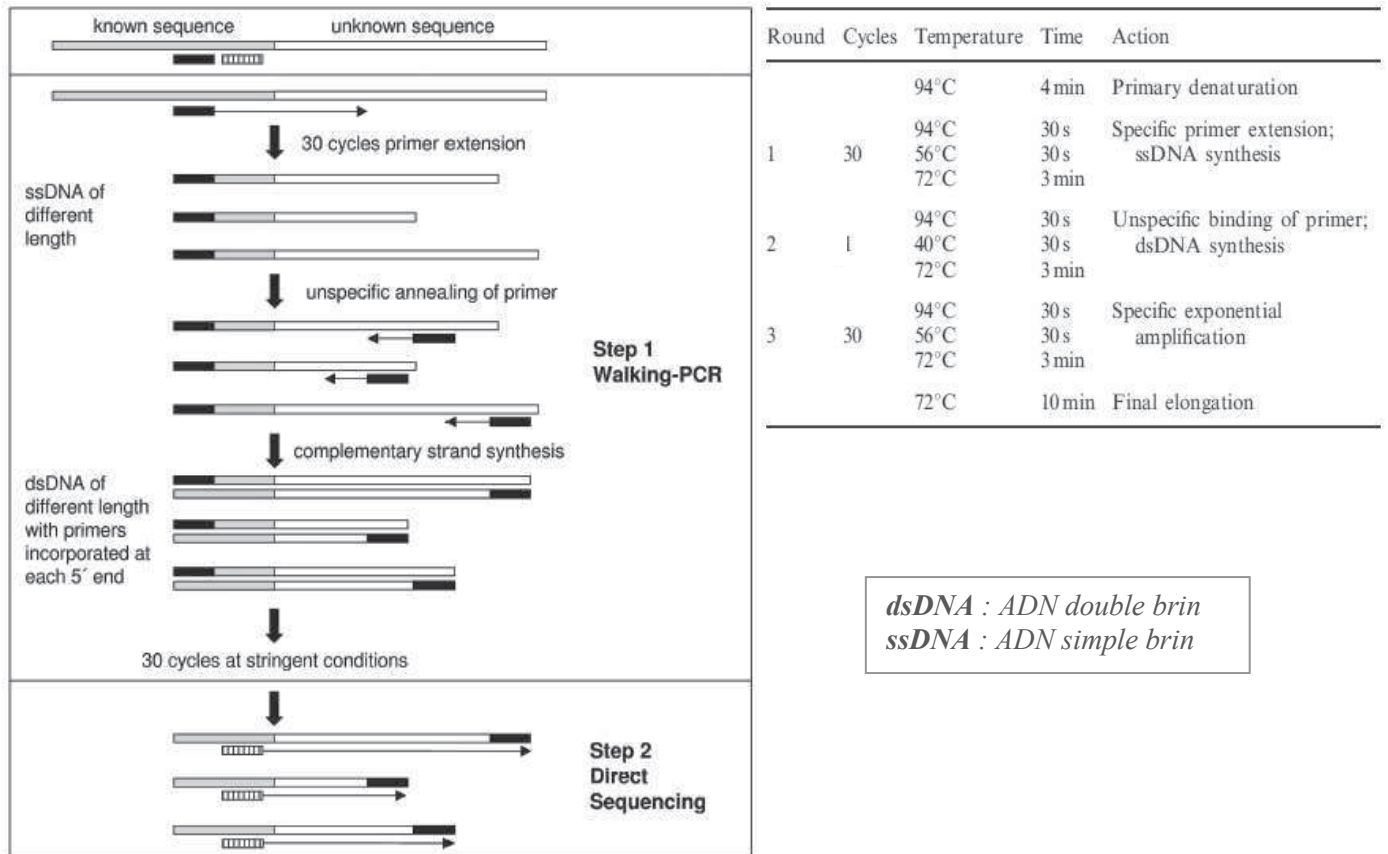 known sequence unknown sequence
30 cycles primer extension
ssDNA of
different
length
unspecific annealing of primer
Step 1
Walking-PCR
complementary strand synthesis
dsDNA of
different length
with primers
incorporated at
each 5´ end
30 cycles at stringent conditions
Step 2
Direct
Sequencing
Round Cycles Temperature Time Action
94°C 4 min Primary denaturation
94°C 30 s Specific primer extension;
1 30 56°C 30 s ssDNA synthesis
72°C 3 min
94°C 30 s Unspecific binding of primer;
2 1 40°C 30 s dsDNA synthesis
72°C 3 min
94°C 30 s Specific exponential
3 30 56°C 30 s amplification
72°C 3 min
72°C 10 min Final elongation
dsDNA : ADN double brin
ssDNA : ADN simple brin